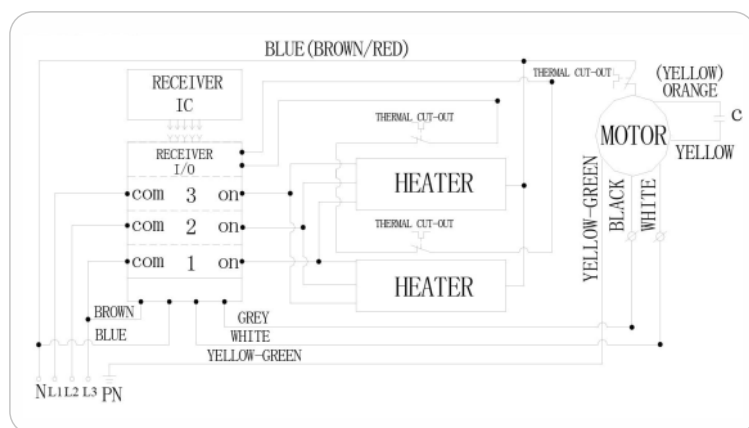 BLUE(BROWN/RED)
RECEIVER
IC
THERMAL CUT-OUT
(YELLOW)
ORANGE
C
THERMAL CUT-OUT
MOTOR
YELLOW
RECEIVER
I/O
HEATER
com 3 on
com 2 on
THERMAL CUT-OUT
com 1 on
HEATER
YELLOW-GREEN
BLACK
WHITE
BROWN
GREY
BLUE
WHITE
YELLOW-GREEN
N L1 L2 L3 PN